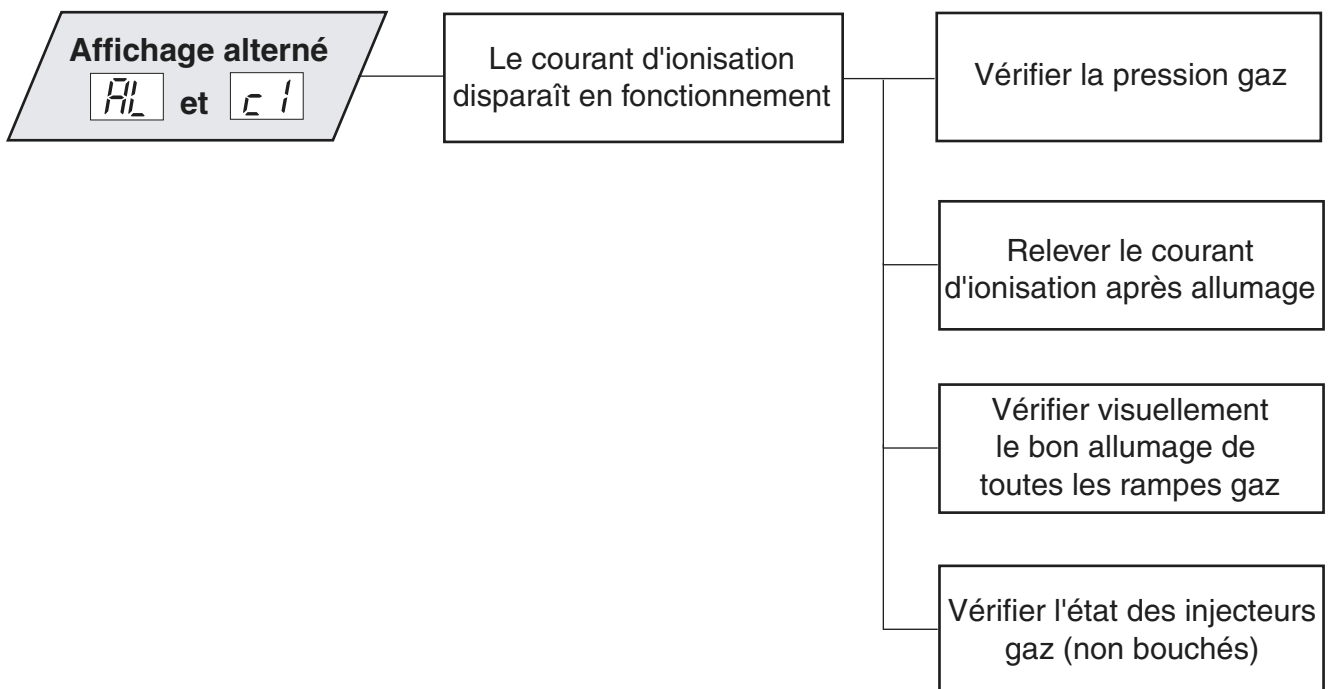 Affichage alterné
AL et c1
Le courant d'ionisation
disparaît en fonctionnement
Vérifier la pression gaz
Relever le courant
d'ionisation après allumage
Vérifier visuellement
le bon allumage de
toutes les rampes gaz
Vérifier l'état des injecteurs
gaz (non bouchés)